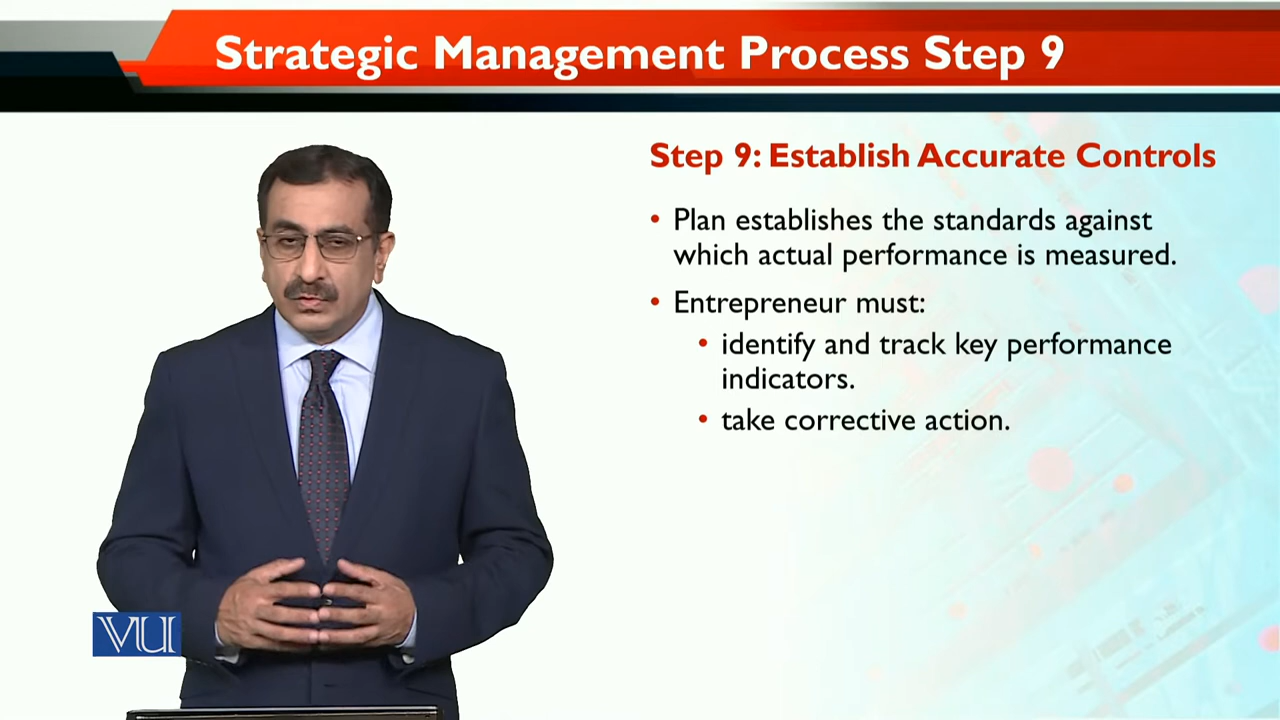 Strategic Management Process Step 9
Step 9: Establish Accurate Controls
• Plan establishes the standards against
which actual performance is measured.
• Entrepreneur must:
• identify and track key performance
indicators.
• take corrective action.
VU